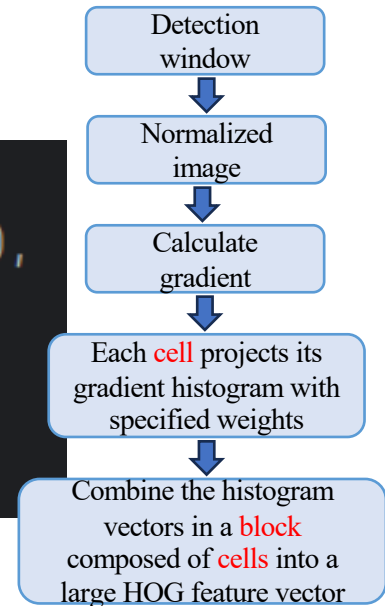 Detection
window
Normalized
image
),
Calculate
gradient
Each cell projects its
gradient histogram with
specified weights
Combine the histogram
vectors in a block
composed of cells into a
large HOG feature vector